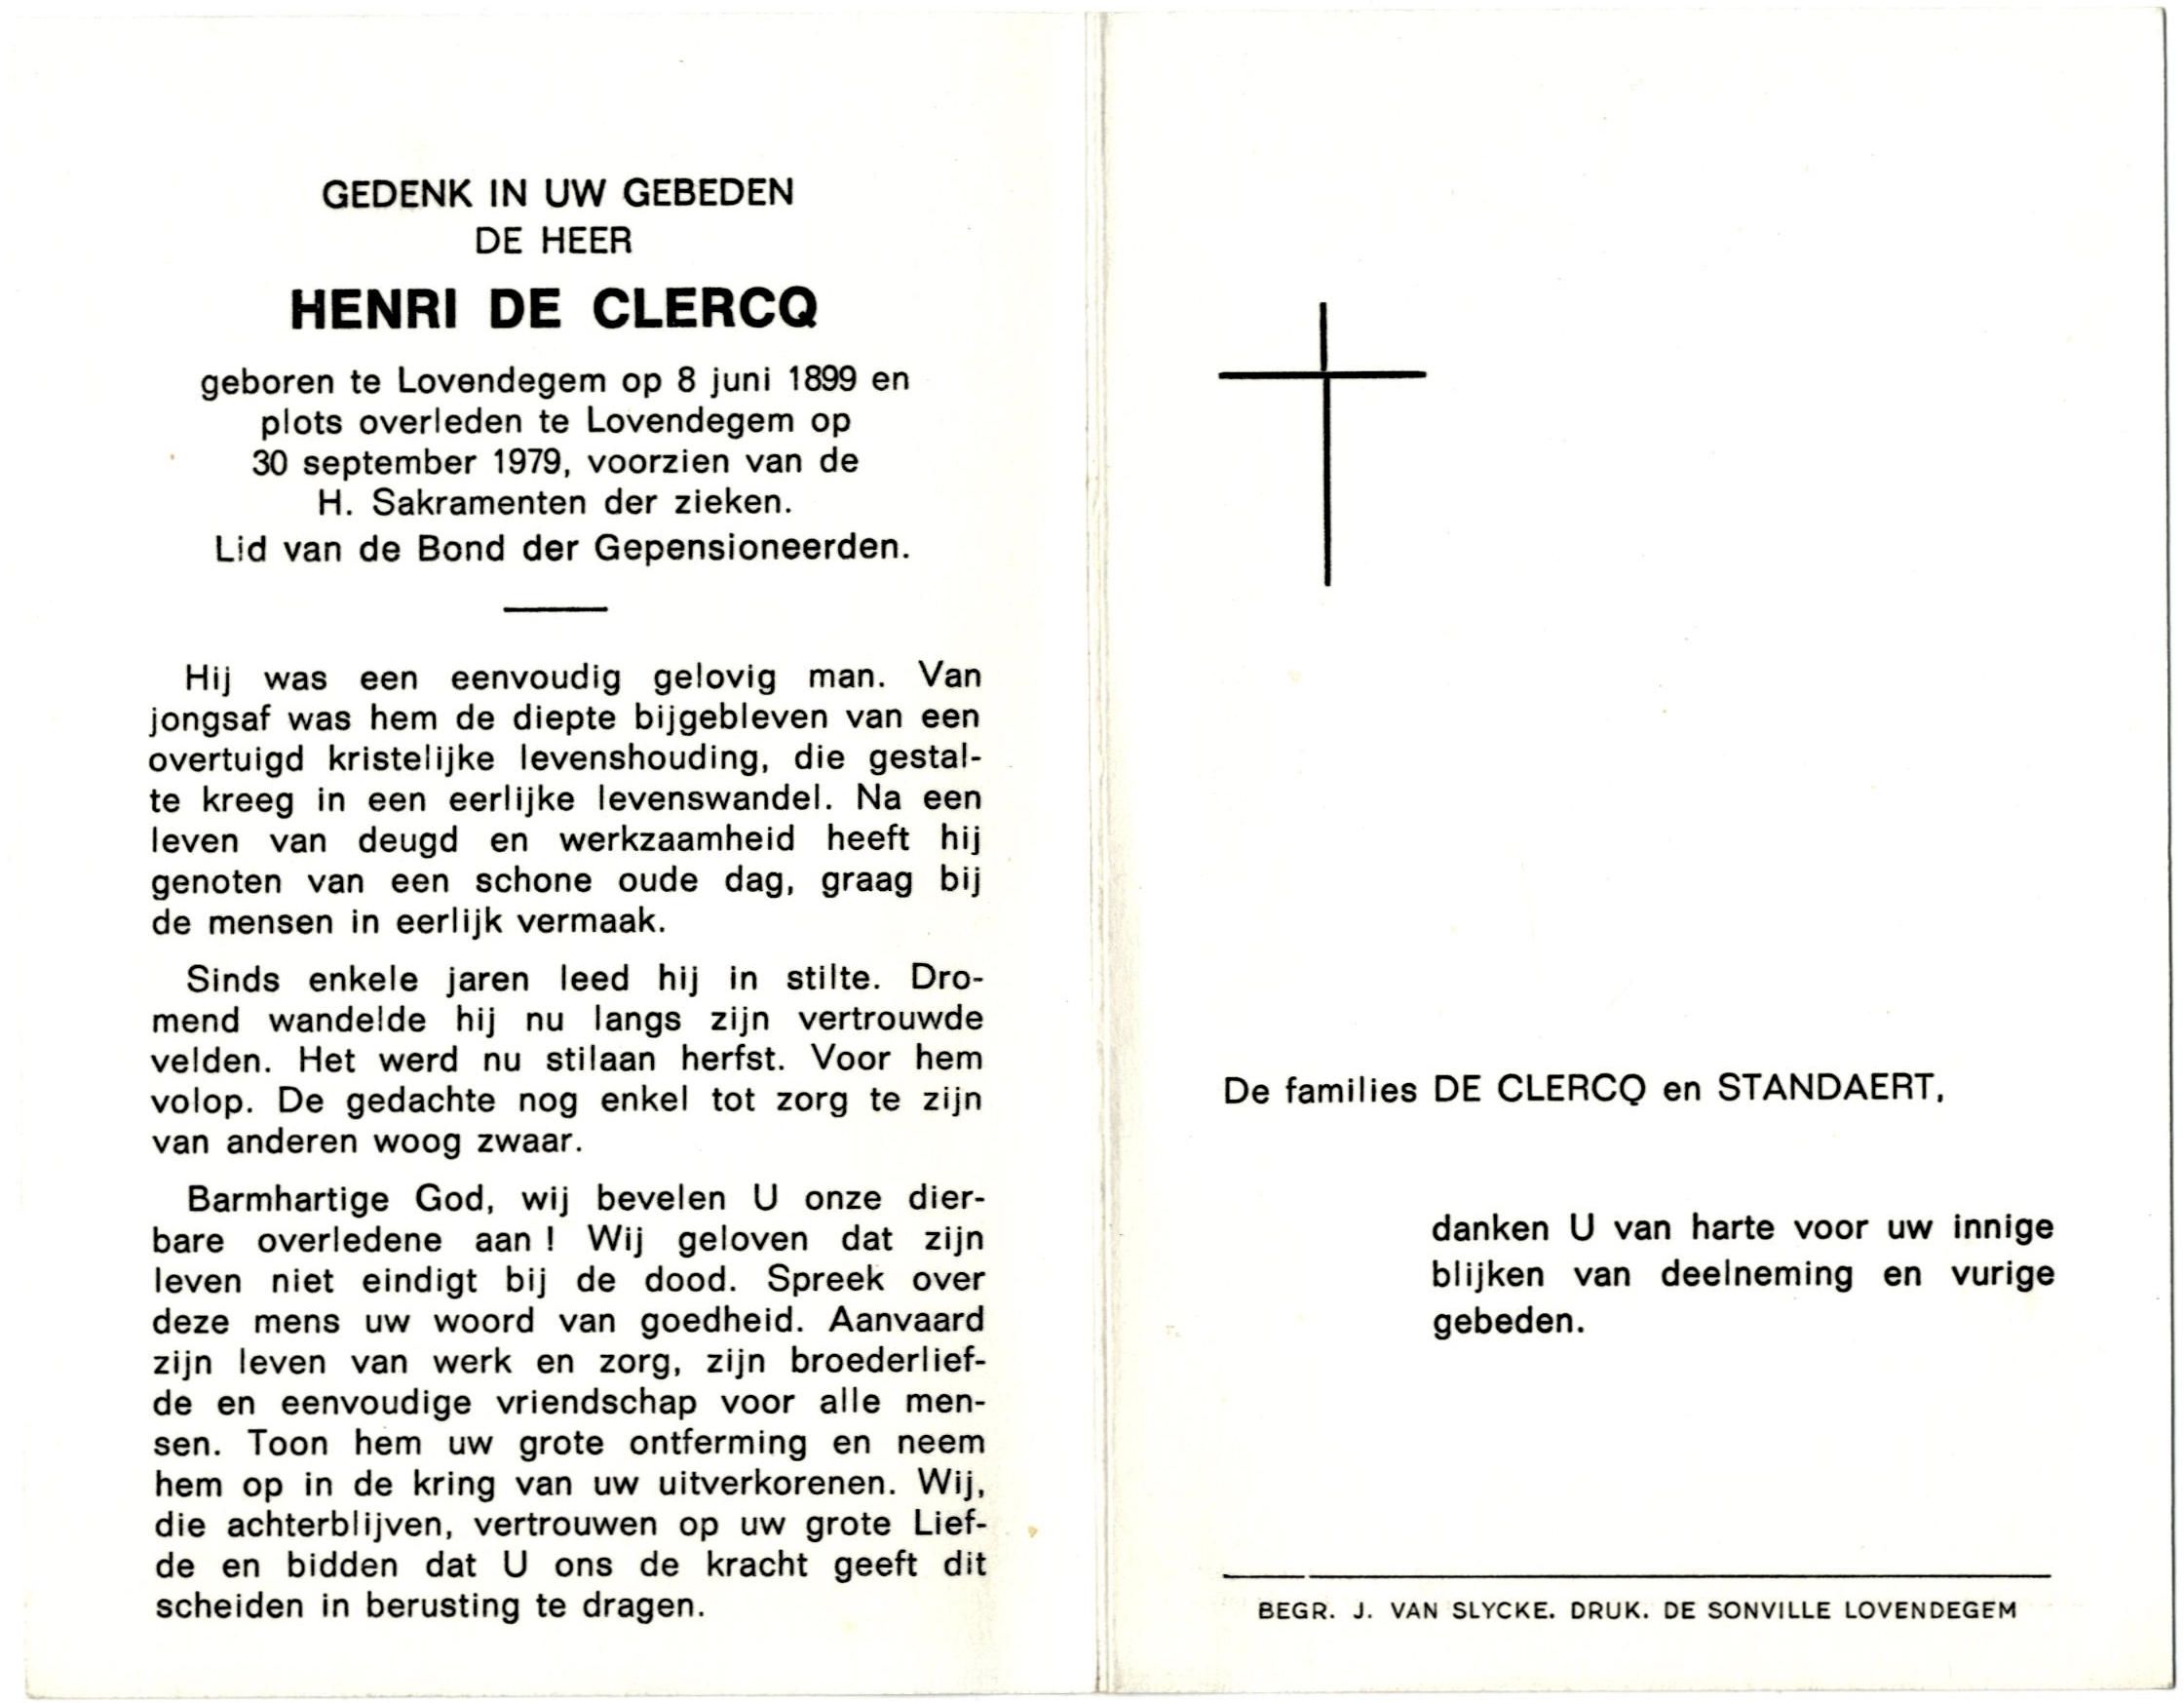 GEDENK IN UW GEBEDEN
DE HEER
HENRI DE CLERCQ
geboren te Lovendegem op 8 juni 1899 en
plots overleden te Lovendegem op
30 september 1979, voorzien van de
H. Sakramenten der zieken.
Lid van de Bond der Gepensioneerden.
Hij was een eenvoudig gelovig man. Van
jongsaf was hem de diepte bijgebleven van een
overtuigd kristelijke levenshouding, die gestal-
te kreeg in een eerlijke levenswandel. Na een
leven van deugd en werkzaamheid heeft hij
genoten van een schone oude dag, graag bij
de mensen in eerlijk vermaak.
Sinds enkele jaren leed hij in stilte. Dro-
mend wandelde hij nu langs zijn vertrouwde
velden. Het werd nu stilaan herfst. Voor hem
volop. De gedachte nog enkel tot zorg te zijn
van anderen woog zwaar.
Barmhartige God, wij bevelen U onze dier-
bare overledene aan ! Wij geloven dat zijn
leven niet eindigt bij de dood. Spreek over
deze mens uw woord van goedheid. Aanvaard
zijn leven van werk en zorg, zijn broederlief-
de en eenvoudige vriendschap voor alle men-
sen. Toon hem uw grote ontferming en neem
hem op in de kring van uw uitverkorenen. Wij,
die achterblijven, vertrouwen op uw grote Lief-
de en bidden dat U ons de kracht geeft dit
scheiden in berusting te dragen.
De families DE CLERCQ en STANDAERT,
danken U van harte voor uw innige
blijken van deelneming en vurige
gebeden.
BEGR. J. VAN SLYCKE. DRUK. DE SONVILLE LOVENDEGEM